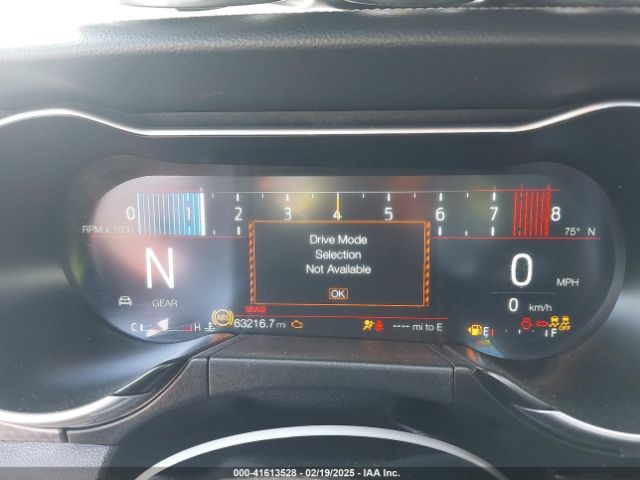 0 1 2 3 4 5 6 7 8
RPM x 1000
75° N
Drive Mode
Selection
Not Available
OK
N
GEAR
0 MPH
0 km/h
BRAKE
C H E ABS 63216.7 mi ---- mi to E E F OFF
000-41613528 - 02/19/2025 - IAA Inc.